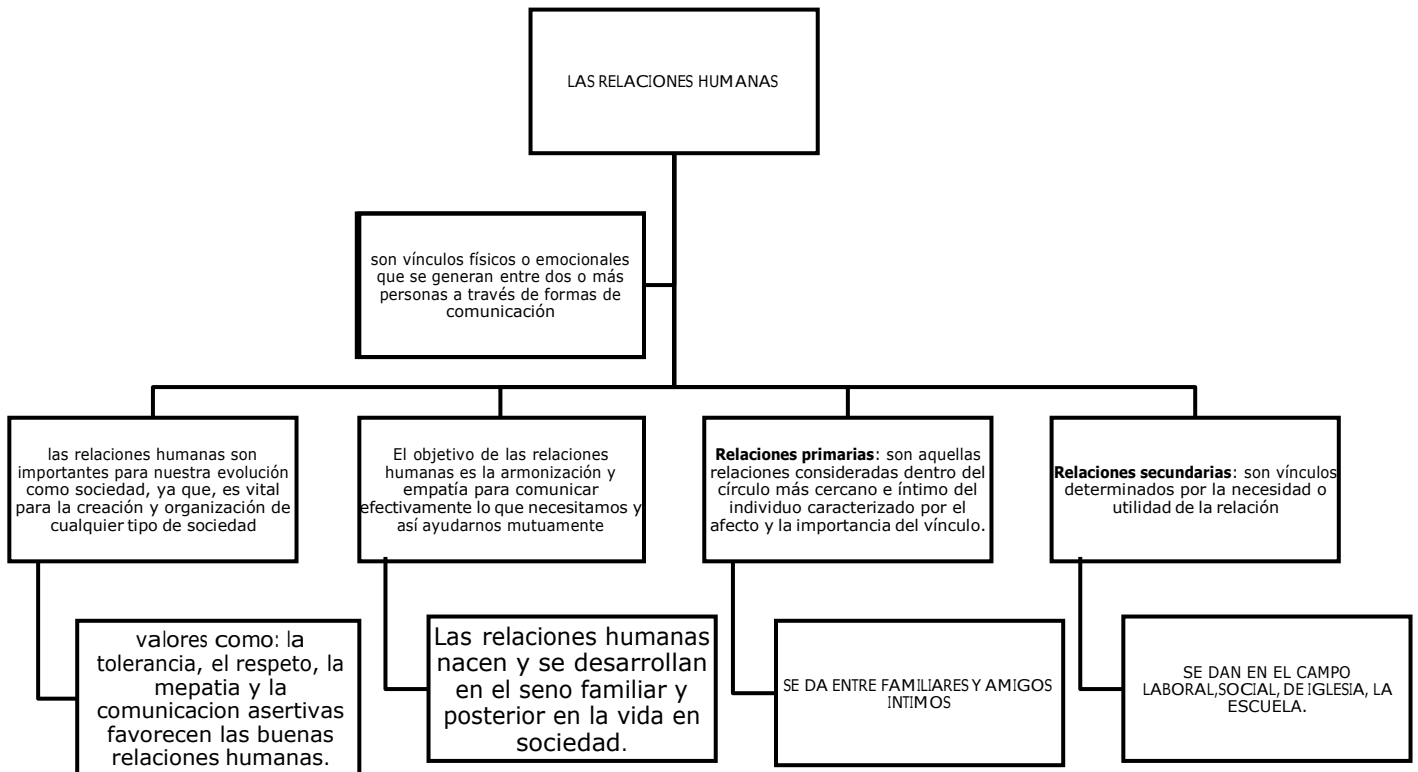 LAS RELACIONES HUMANAS
son vínculos físicos o emocionales
que se generan entre dos o más
personas a través de formas de
comunicación
las relaciones humanas son
importantes para nuestra evolución
como sociedad, ya que, es vital
para la creación y organización de
cualquier tipo de sociedad
El objetivo de las relaciones
humanas es la armonización y
empatía para comunicar
efectivamente lo que necesitamos y
así ayudarnos mutuamente
Relaciones primarias: son aquellas
relaciones consideradas dentro del
círculo más cercano e íntimo del
individuo caracterizado por el
afecto y la importancia del vínculo.
Relaciones secundarias: son vínculos
determinados por la necesidad o
utilidad de la relación
valores como: la
tolerancia, el respeto, la
mepatia y la
comunicacion asertivas
favorecen las buenas
relaciones humanas.
Las relaciones humanas
nacen y se desarrollan
en el seno familiar y
posterior en la vida en
sociedad.
SE DA ENTRE FAMILIARES Y AMIGOS
INTIMOS
SE DAN EN EL CAMPO
LABORAL,SOCIAL, DE IGLESIA, LA
ESCUELA.